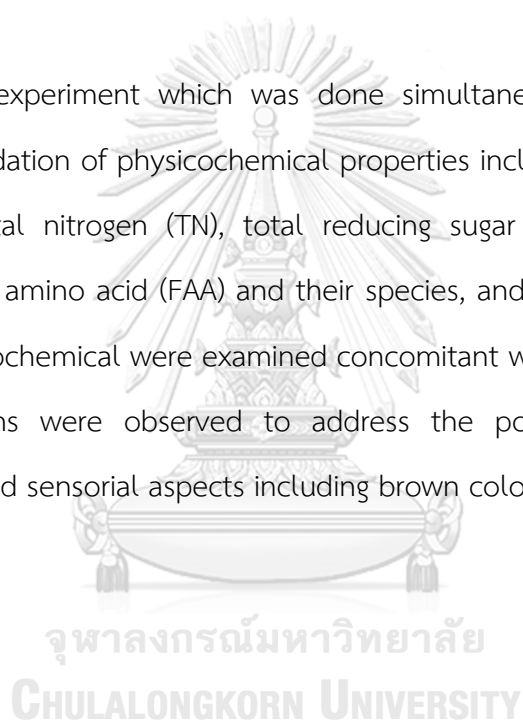 experiment which was done simultane
dation of physicochemical properties incl
al nitrogen (TN), total reducing sugar
amino acid (FAA) and their species, and
ochemical were examined concomitant w
ns were observed to address the po
d sensorial aspects including brown colo
จุฬาลงกรณ์มหาวิทยาลัย
CHULALONGKORN UNIVERSITY